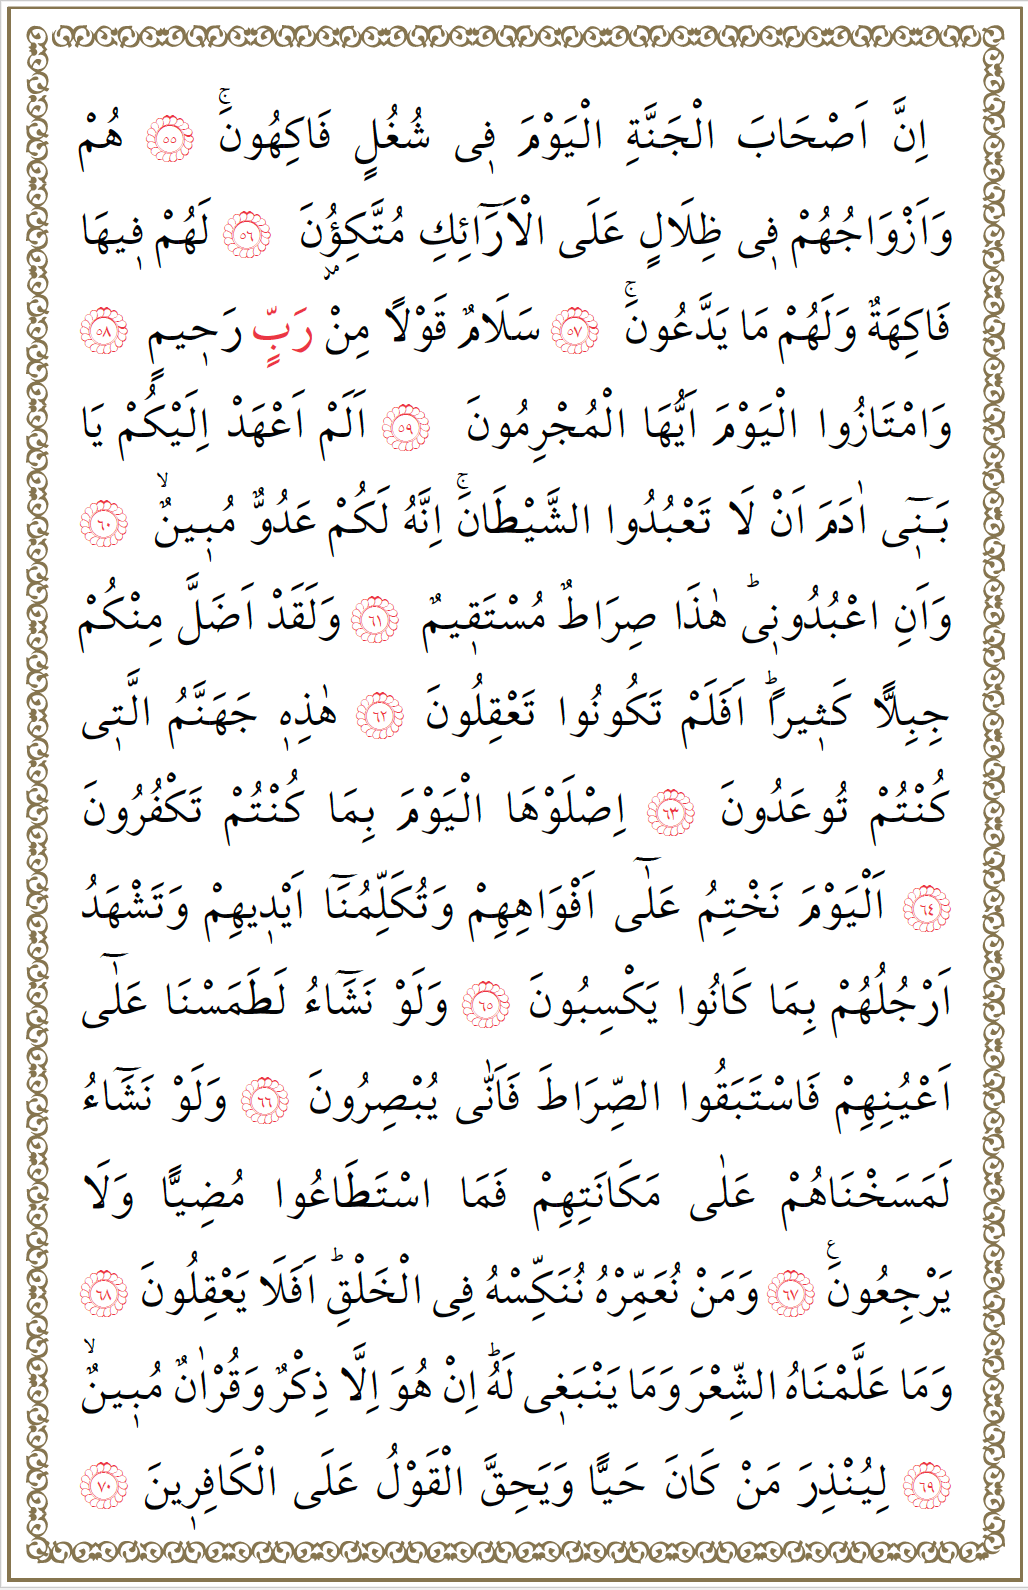 اِنَّ اَصْحَابَ الْجَنَّةِ الْيَوْمَ ف۪ى شُغُلٍ فَاكِهُونَۚ ﴿٥٥﴾ هُمْ
وَاَزْوَاجُهُمْ ف۪ى ظِلَالٍ عَلَى الْاَرَٓائِكِ مُتَّكِؤُ۫نَ ﴿٥٦﴾ لَهُمْ ف۪يهَا
فَاكِهَةٌ وَلَهُمْ مَا يَدَّعُونَۚ ﴿٥٧﴾ سَلَامٌ قَوْلًا مِنْ رَبٍّ رَح۪يمٍ ﴿٥٨﴾
وَامْتَازُوا الْيَوْمَ اَيُّهَا الْمُجْرِمُونَ ﴿٥٩﴾ اَلَمْ اَعْهَدْ اِلَيْكُمْ يَا
بَن۪ٓى اٰدَمَ اَنْ لَا تَعْبُدُوا الشَّيْطَانَۚ اِنَّهُ لَكُمْ عَدُوٌّ مُب۪ينٌۙ ﴿٦٠﴾
وَاَنِ اعْبُدُون۪ىؕ هٰذَا صِرَاطٌ مُسْتَق۪يمٌ ﴿٦١﴾ وَلَقَدْ اَضَلَّ مِنْكُمْ
جِبِلًّا كَث۪يرًاؕ اَفَلَمْ تَكُونُوا تَعْقِلُونَ ﴿٦٢﴾ هٰذِه۪ جَهَنَّمُ الَّت۪ى
كُنْتُمْ تُوعَدُونَ ﴿٦٣﴾ اِصْلَوْهَا الْيَوْمَ بِمَا كُنْتُمْ تَكْفُرُونَ
﴿٦٤﴾ اَلْيَوْمَ نَخْتِمُ عَلٰٓى اَفْوَاهِهِمْ وَتُكَلِّمُنَٓا اَيْد۪يهِمْ وَتَشْهَدُ
اَرْجُلُهُمْ بِمَا كَانُوا يَكْسِبُونَ ﴿٦٥﴾ وَلَوْ نَشَٓاءُ لَطَمَسْنَا عَلٰٓى
اَعْيُنِهِمْ فَاسْتَبَقُوا الصِّرَاطَ فَاَنّٰى يُبْصِرُونَ ﴿٦٦﴾ وَلَوْ نَشَٓاءُ
لَمَسَخْنَاهُمْ عَلٰى مَكَانَتِهِمْ فَمَا اسْتَطَاعُوا مُضِيًّا وَلَا
يَرْجِعُونَ۟ ﴿٦٧﴾ وَمَنْ نُعَمِّرْهُ نُنَكِّسْهُ فِى الْخَلْقِؕ اَفَلَا يَعْقِلُونَ ﴿٦٨﴾
وَمَا عَلَّمْنَاهُ الشِّعْرَ وَمَا يَنْبَغ۪ى لَهُؕ اِنْ هُوَ اِلَّا ذِكْرٌ وَقُرْاٰنٌ مُب۪ينٌۙ
﴿٦٩﴾ لِيُنْذِرَ مَنْ كَانَ حَيًّا وَيَحِقَّ الْقَوْلُ عَلَى الْكَافِر۪ينَ ﴿٧٠﴾